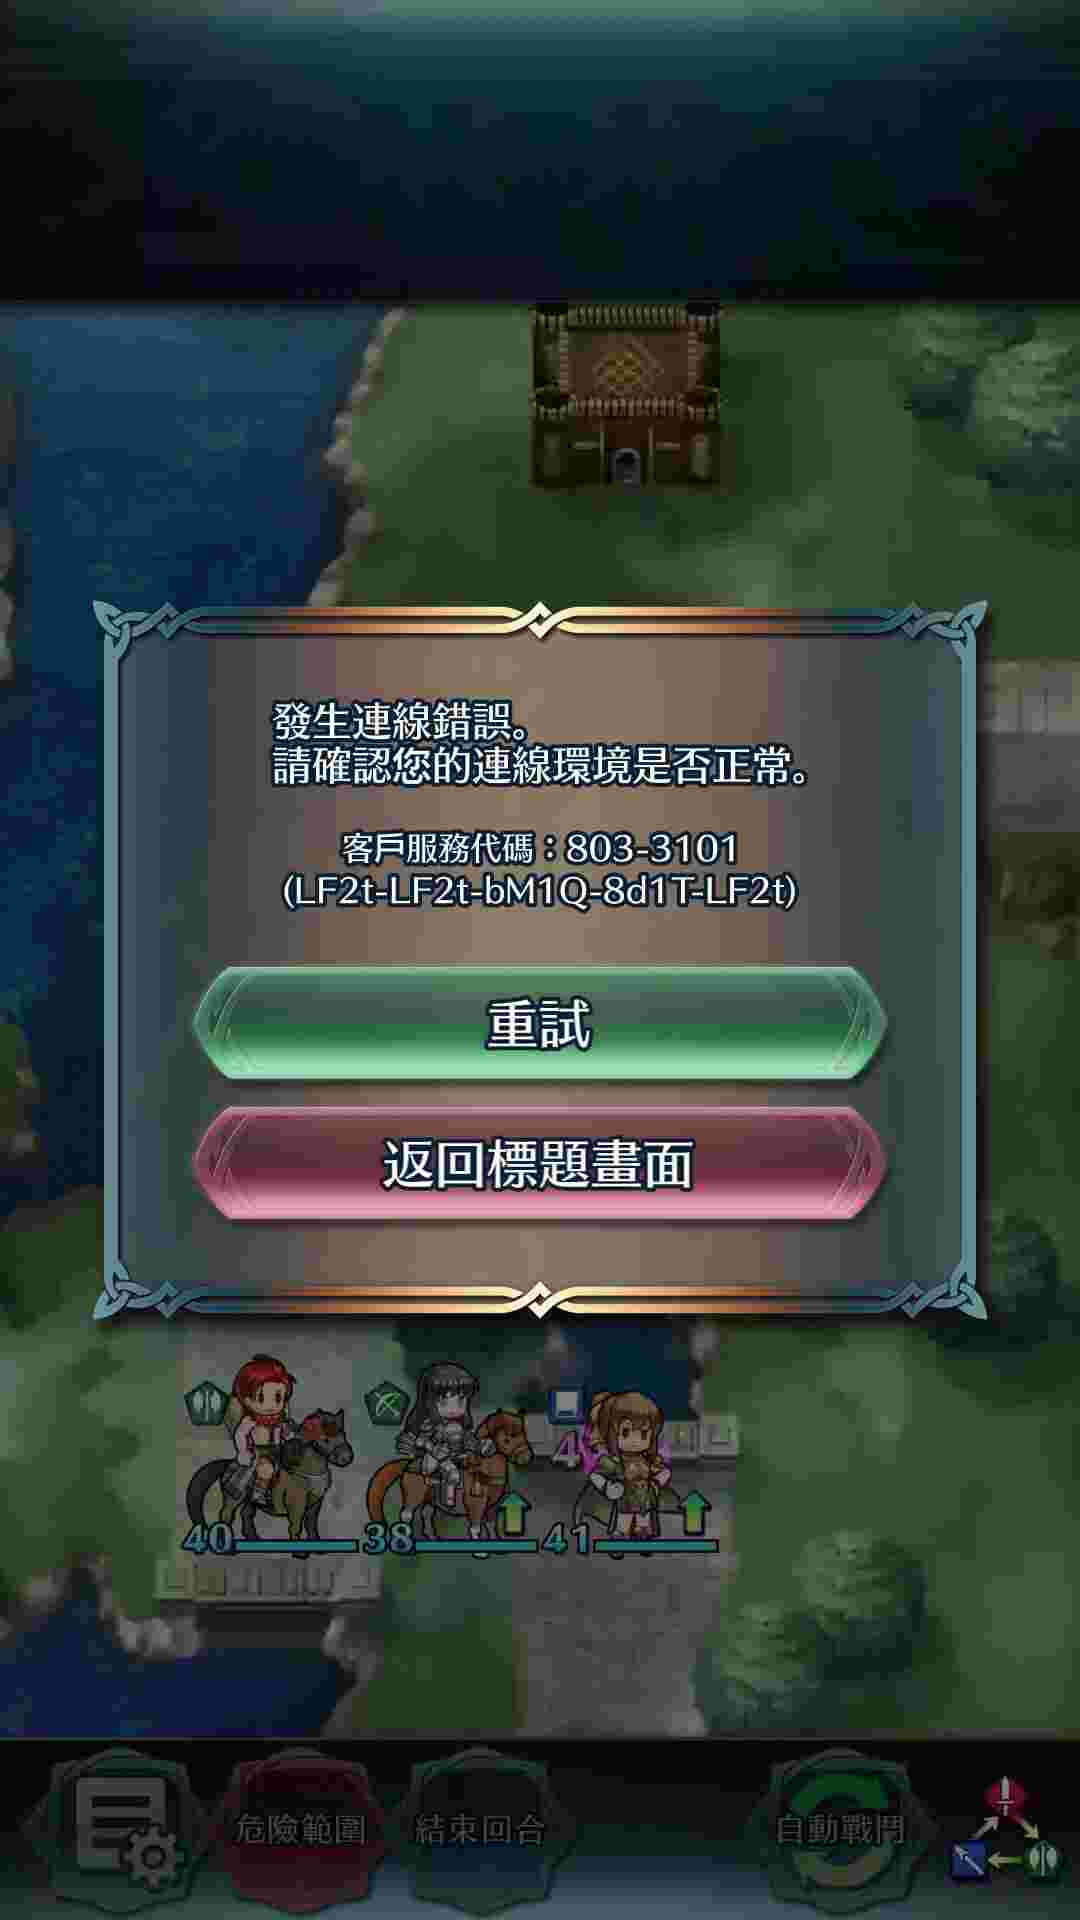 發生連線錯誤。
請確認您的連線環境是否正常。
客戶服務代碼：803-3101
(LF2t-LF2t-bM1Q-8d1T-LF2t)
重試
返回標題畫面
4
40
38
41
危險範圍
結束回合
自動戰鬥